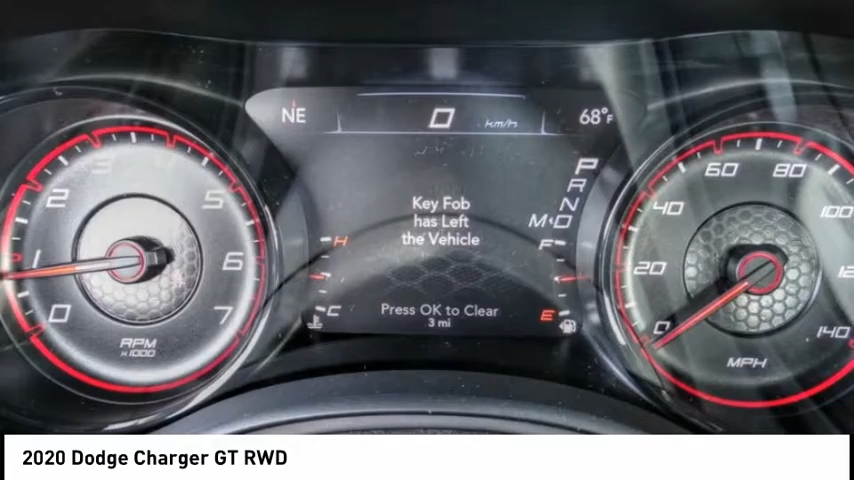 NE 0 km/h 68°F
2 5
1 6
0 7
RPM
x1000
Key Fob
has Left
the Vehicle
H
C
Press OK to Clear
3 mi
P
R
N
M D
F
E
60 80
40 100
20
0 140
MPH
2020 Dodge Charger GT RWD